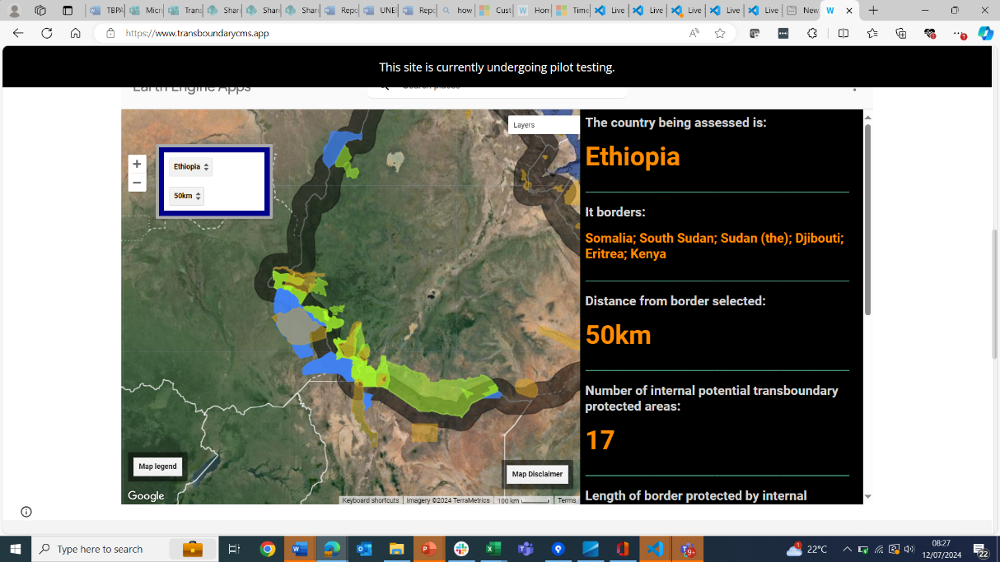 TBPA
Micro
Trans
Share
Share
Share
Repo
UNE
Repo
how
Cust
Hom
Time
Live
Live
Live
Live
Live
New
https://www.transboundarycms.app
This site is currently undergoing pilot testing.
Earth Engine Apps
Search places
Layers
Ethiopia
50km
Map legend
Map Disclaimer
Google
Keyboard shortcuts
Imagery ©2024 TerraMetrics
100 km
Terms
The country being assessed is:
Ethiopia
It borders:
Somalia; South Sudan; Sudan (the); Djibouti;
Eritrea; Kenya
Distance from border selected:
50km
Number of internal potential transboundary
protected areas:
17
Length of border protected by internal
Type here to search
22°C
08:27
12/07/2024
22